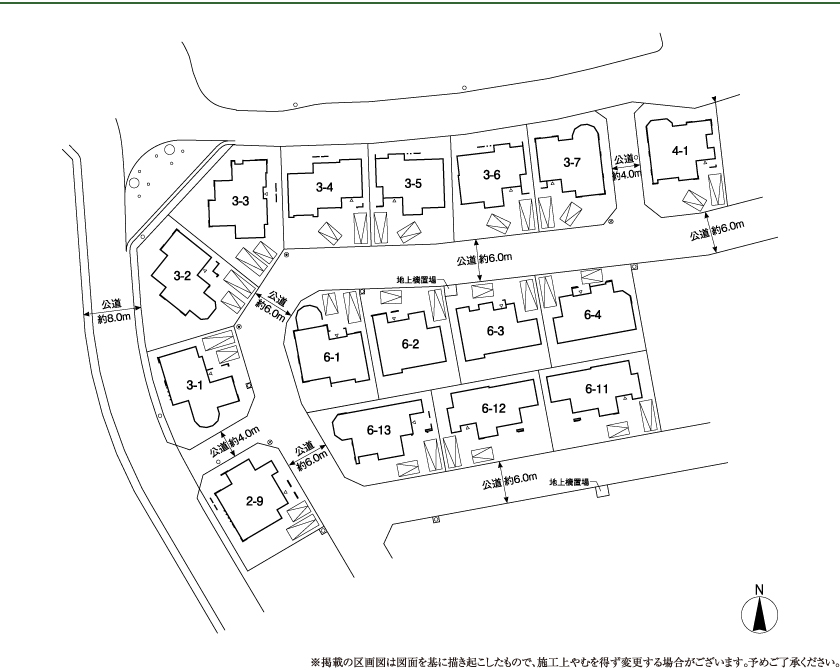 4-1
3-7
公道
約4.0m
3-6
3-5
3-4
3-3
公道 約6.0m
公道 約6.0m
3-2
地上機置場
公道
約6.0m
公道
約8.0m
6-4
6-3
6-2
6-1
3-1
6-11
6-12
6-13
公道 約4.0m
公道
約6.0m
公道 約6.0m
地上機置場
2-9
N
※掲載の区画図は図面を基に描き起こしたもので、施工上やむを得ず変更する場合がございます。予めご了承ください。